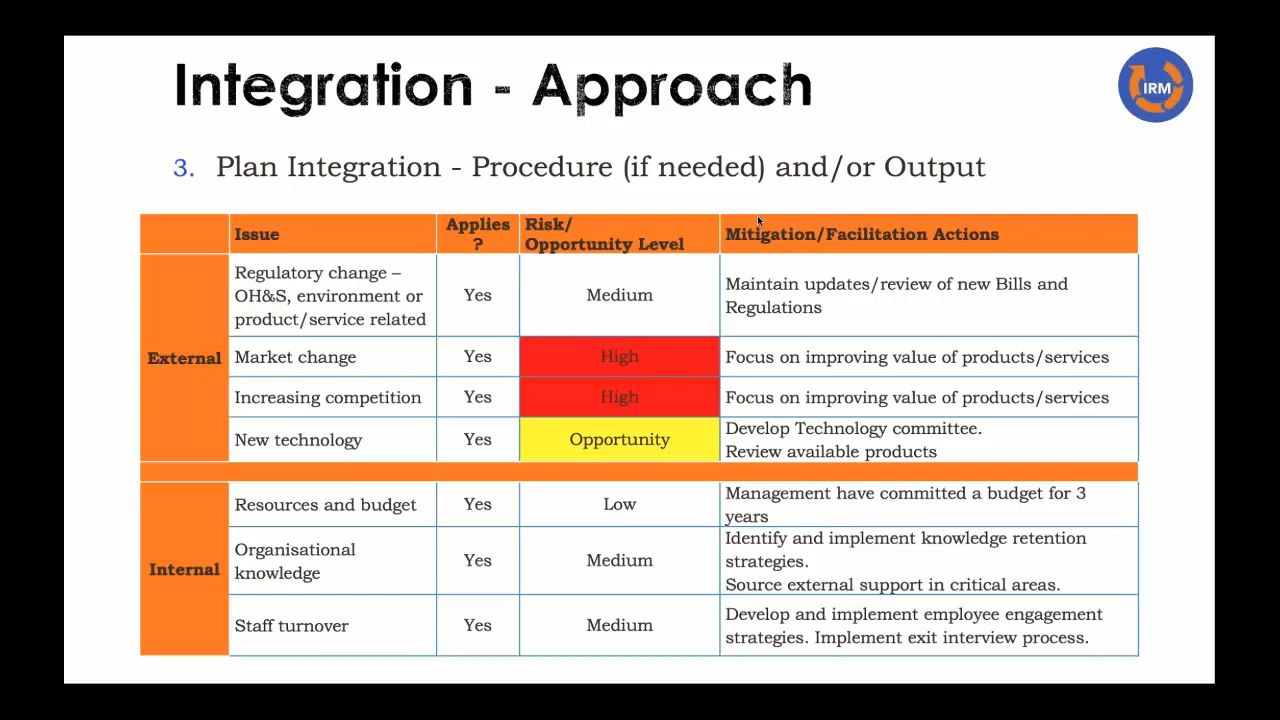 Integration - Approach
IRM
3. Plan Integration - Procedure (if needed) and/or Output
Issue
Applies
?
Risk/
Opportunity Level
Mitigation/Facilitation Actions
External
Regulatory change –
OH&S, environment or
product/service related
Yes
Medium
Maintain updates/review of new Bills and
Regulations
Market change
Yes
High
Focus on improving value of products/services
Increasing competition
Yes
High
Focus on improving value of products/services
New technology
Yes
Opportunity
Develop Technology committee.
Review available products
Internal
Resources and budget
Yes
Low
Management have committed a budget for 3
years
Organisational
knowledge
Yes
Medium
Identify and implement knowledge retention
strategies.
Source external support in critical areas.
Staff turnover
Yes
Medium
Develop and implement employee engagement
strategies. Implement exit interview process.